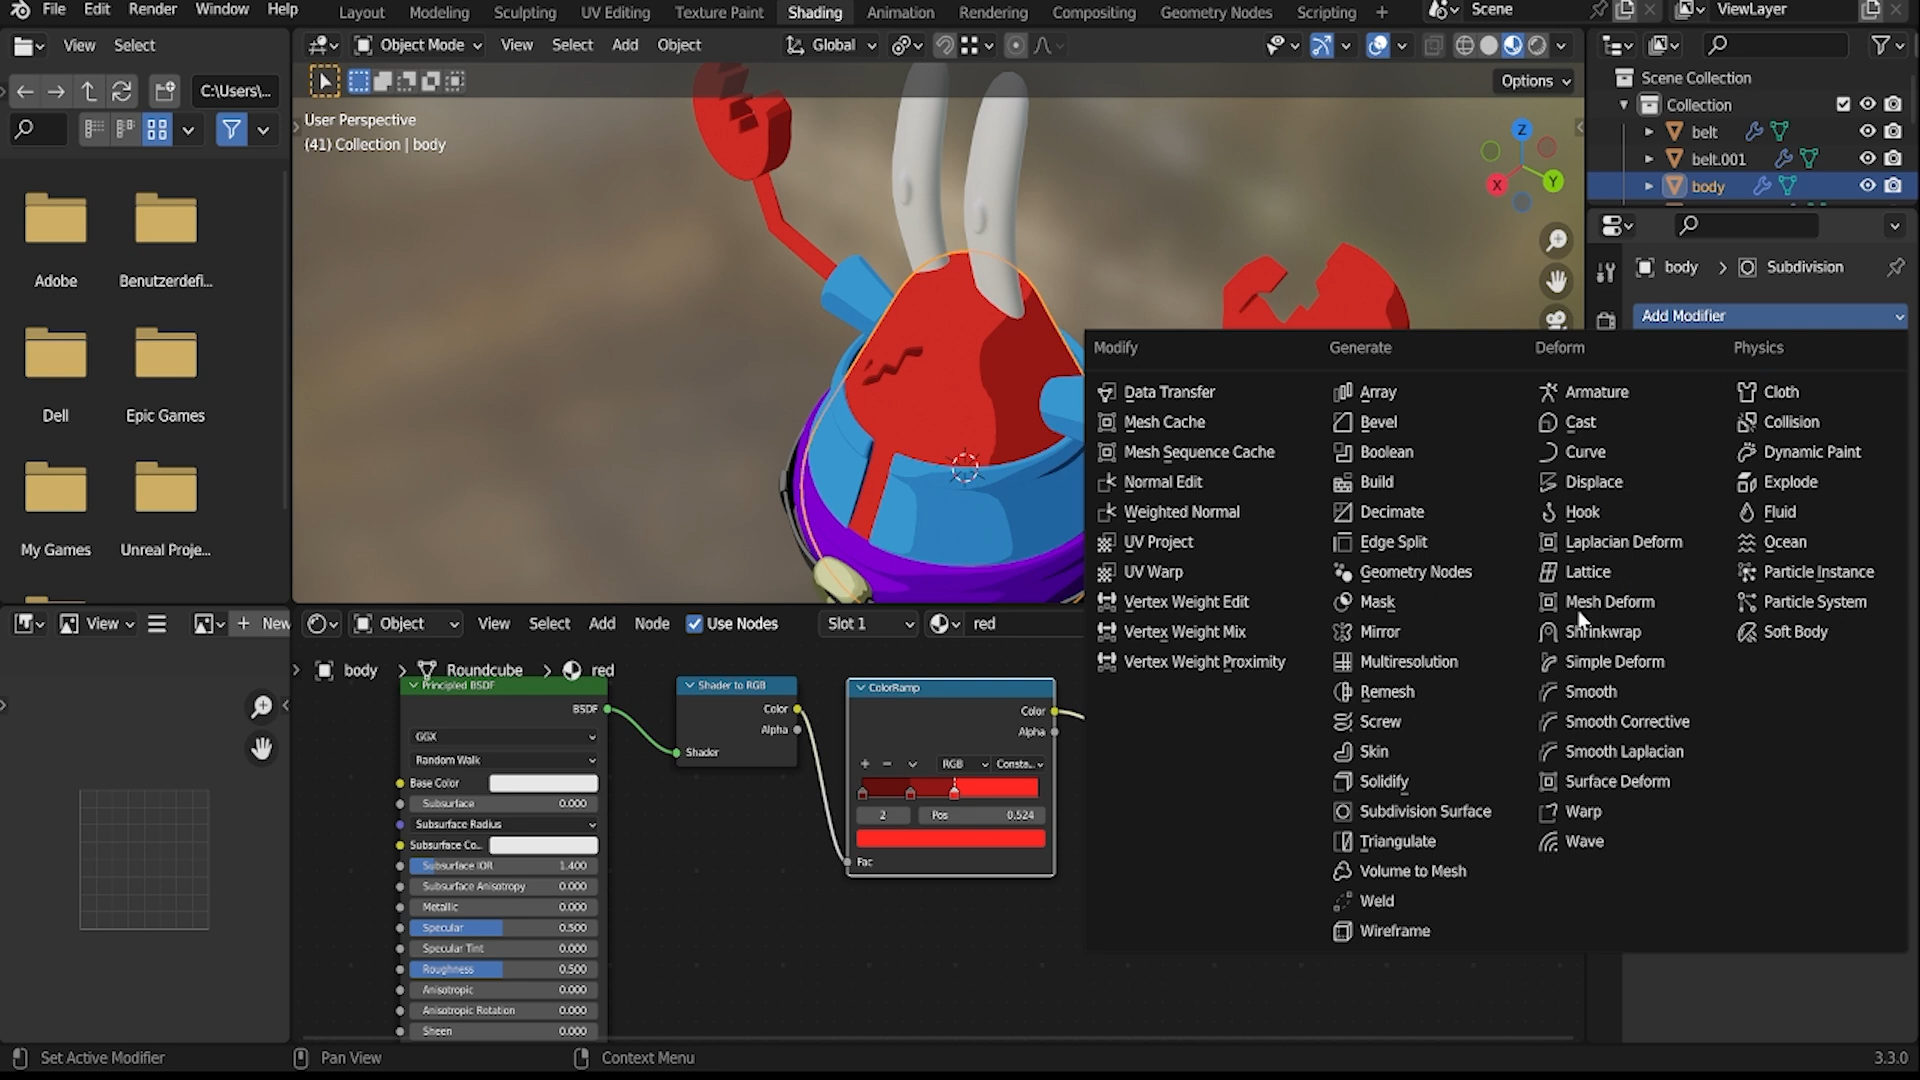 File Edit Render Window Help
Layout Modeling Sculpting UV Editing Texture Paint Shading Animation Rendering Compositing Geometry Nodes Scripting +
Scene
ViewLayer
View Select
Object Mode View Select Add Object
Global
C:\Users\...
Options
User Perspective
(41) Collection | body
Z
X
Y
Scene Collection
Collection
belt
belt.001
body
body > Subdivision
Add Modifier
Adobe
Benutzerdefi...
Dell
Epic Games
My Games
Unreal Proje...
Modify
Data Transfer
Mesh Cache
Mesh Sequence Cache
Normal Edit
Weighted Normal
UV Project
UV Warp
Vertex Weight Edit
Vertex Weight Mix
Vertex Weight Proximity
Generate
Array
Bevel
Boolean
Build
Decimate
Edge Split
Geometry Nodes
Mask
Mirror
Multiresolution
Remesh
Screw
Skin
Solidify
Subdivision Surface
Triangulate
Volume to Mesh
Weld
Wireframe
Deform
Armature
Cast
Curve
Displace
Hook
Laplacian Deform
Lattice
Mesh Deform
Shrinkwrap
Simple Deform
Smooth
Smooth Corrective
Smooth Laplacian
Surface Deform
Warp
Wave
Physics
Cloth
Collision
Dynamic Paint
Explode
Fluid
Ocean
Particle Instance
Particle System
Soft Body
View
+ New
Object View Select Add Node Use Nodes Slot 1 red
body > Roundcube > red
Principled BSDF
BSDF
GGX
Random Walk
Base Color
Subsurface 0.000
Subsurface Radius
Subsurface Co...
Subsurface IOR 1.400
Subsurface Anisotropy 0.000
Metallic 0.000
Specular 0.500
Specular Tint 0.000
Roughness 0.500
Anisotropic 0.000
Anisotropic Rotation 0.000
Sheen 0.000
Shader to RGB
Color
Alpha
Shader
ColorRamp
Color
Alpha
+ − RGB Consta...
2 Pos 0.524
Fac
Set Active Modifier
Pan View
Context Menu
3.3.0